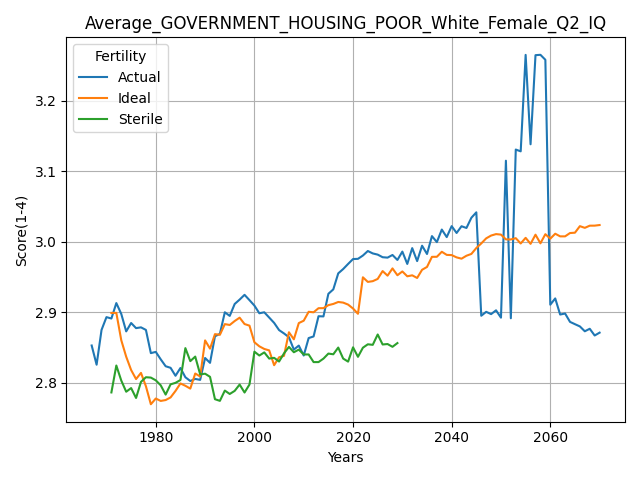 Average_GOVERNMENT_HOUSING_POOR_White_Female_Q2_IQ
Fertility
Actual
Ideal
Sterile
Score(1-4)
3.2
3.1
3.0
2.9
2.8
1980 2000 2020 2040 2060
Years